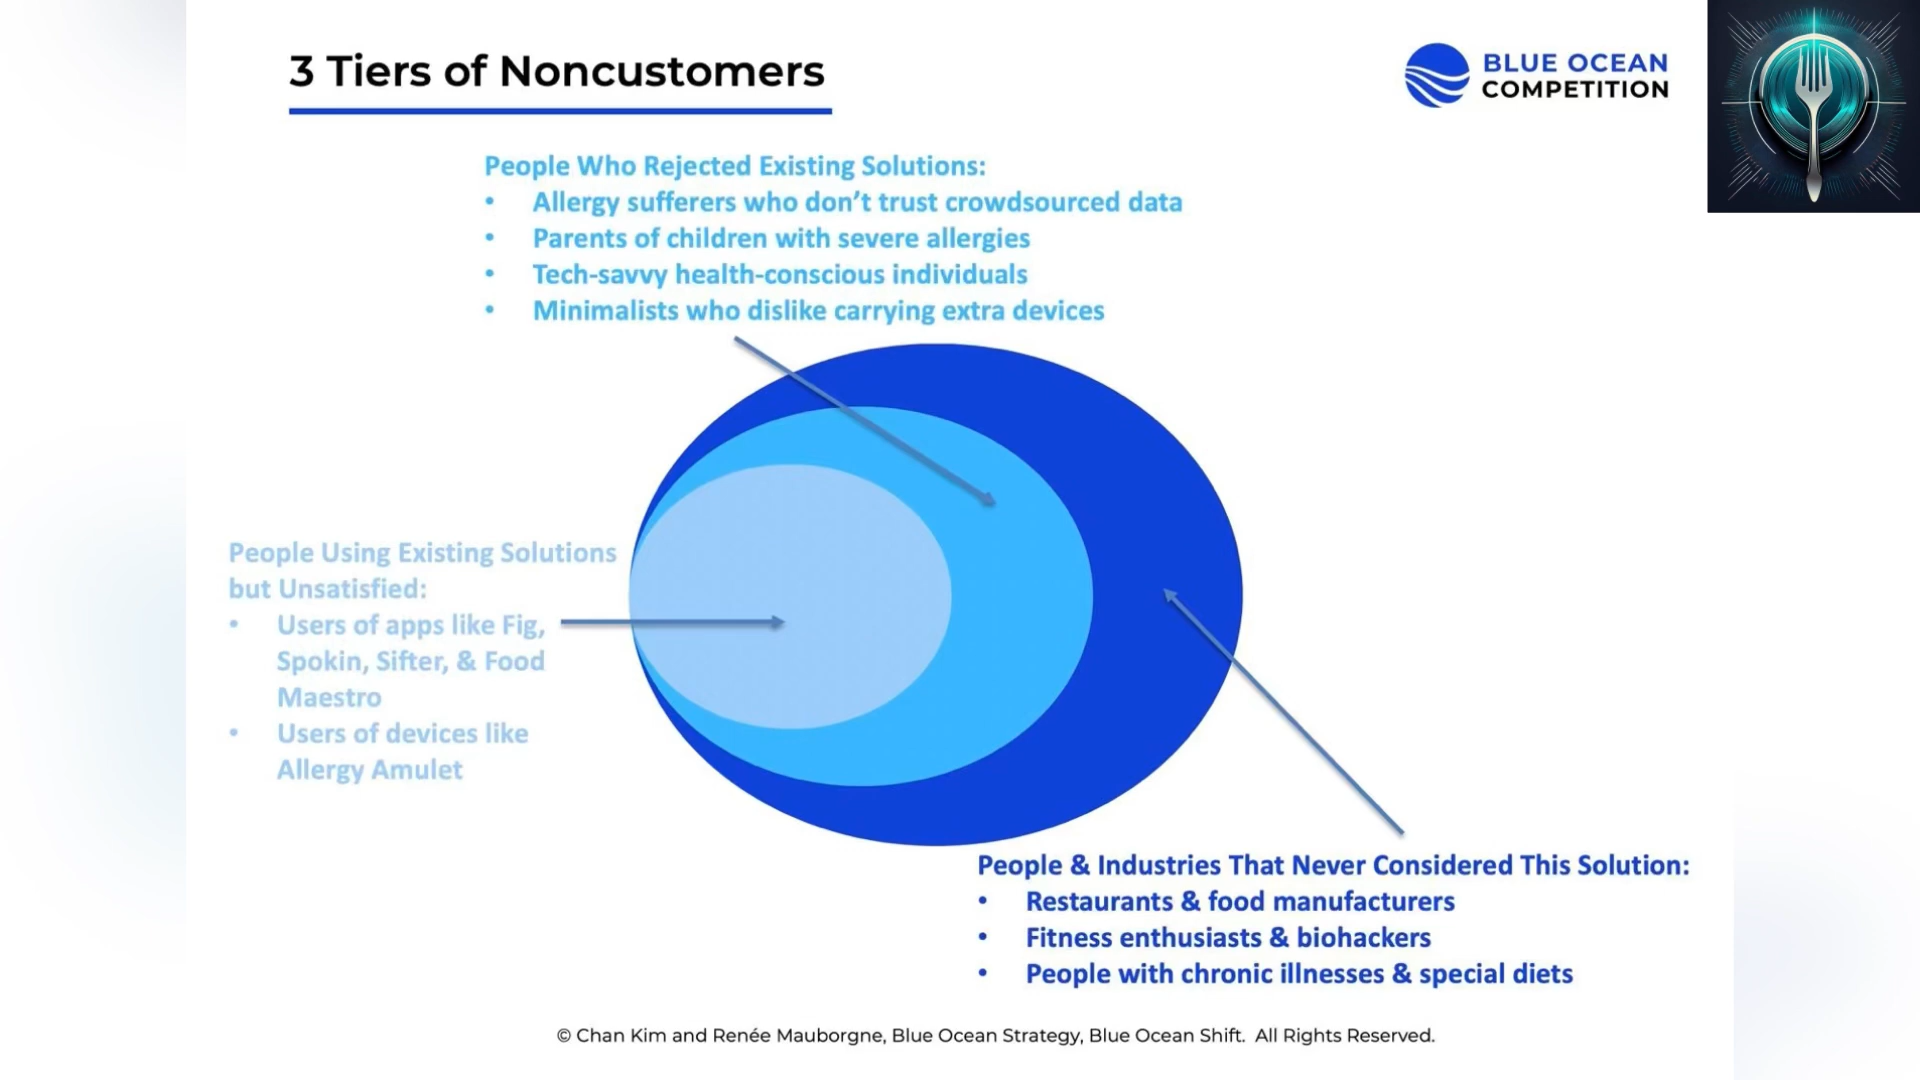 3 Tiers of Noncustomers
BLUE OCEAN
COMPETITION
People Who Rejected Existing Solutions:
• Allergy sufferers who don’t trust crowdsourced data
• Parents of children with severe allergies
• Tech-savvy health-conscious individuals
• Minimalists who dislike carrying extra devices
People Using Existing Solutions
but Unsatisfied:
• Users of apps like Fig,
Spokin, Sifter, & Food
Maestro
• Users of devices like
Allergy Amulet
People & Industries That Never Considered This Solution:
• Restaurants & food manufacturers
• Fitness enthusiasts & biohackers
• People with chronic illnesses & special diets
© Chan Kim and Renée Mauborgne, Blue Ocean Strategy, Blue Ocean Shift. All Rights Reserved.